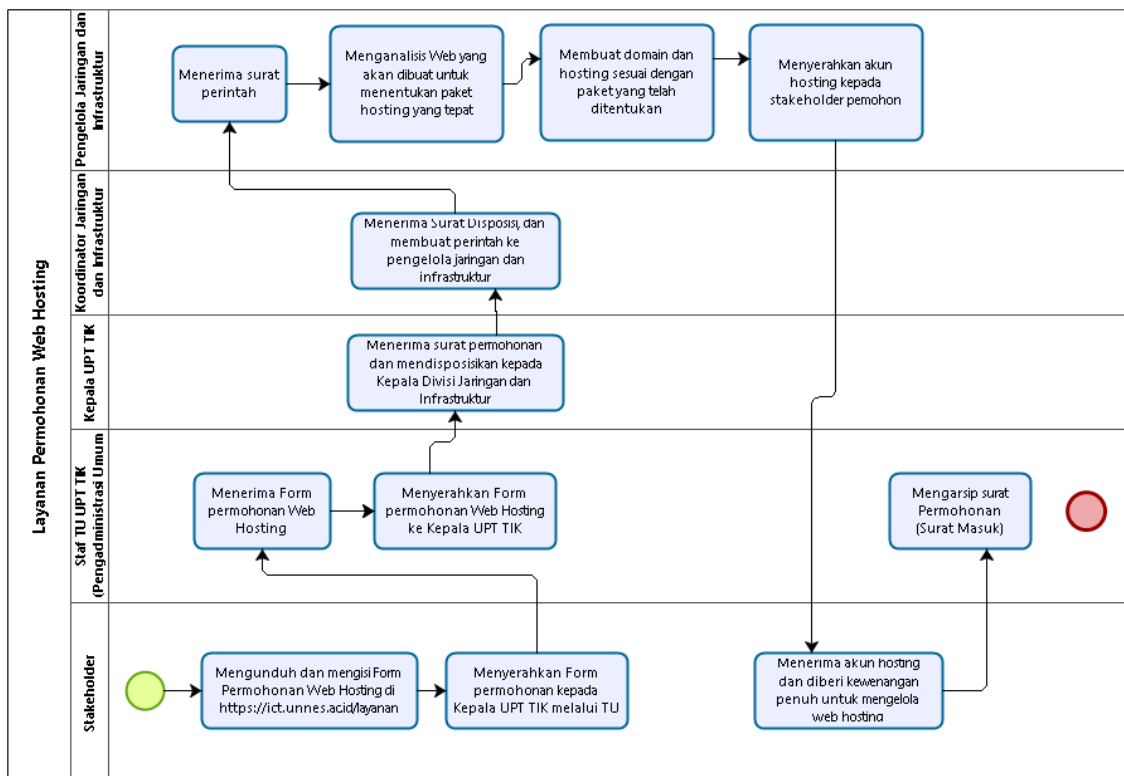 Layanan Permohonan Web Hosting
Pengelola Jaringan dan
Infrastruktur
Menerima surat
perintah
Menganalisis Web yang
akan dibuat untuk
menentukan paket
hosting yang tepat
Membuat domain dan
hosting sesuai dengan
paket yang telah
ditentukan
Menyerahkan akun
hosting kepada
stakeholder pemohon
Koordinator Jaringan
dan Infrastruktur
Menerima Surat Disposisi, dan
membuat perintah ke
pengelola jaringan dan
infrastruktur
Kepala UPT TIK
Menerima surat permohonan
dan mendisposisikan kepada
Kepala Divisi Jaringan dan
Infrastruktur
Staf TU UPT TIK
(Pengadministrasi Umum)
Menerima Form
permohonan Web
Hosting
Menyerahkan Form
permohonan Web Hosting
ke Kepala UPT TIK
Mengarsip surat
Permohonan
(Surat Masuk)
Stakeholder
Mengunduh dan mengisi Form
Permohonan Web Hosting di
https://ict.unnes.ac.id/layanan
Menyerahkan Form
permohonan kepada
Kepala UPT TIK melalui TU
Menerima akun hosting
dan diberi kewenangan
penuh untuk mengelola
web hosting